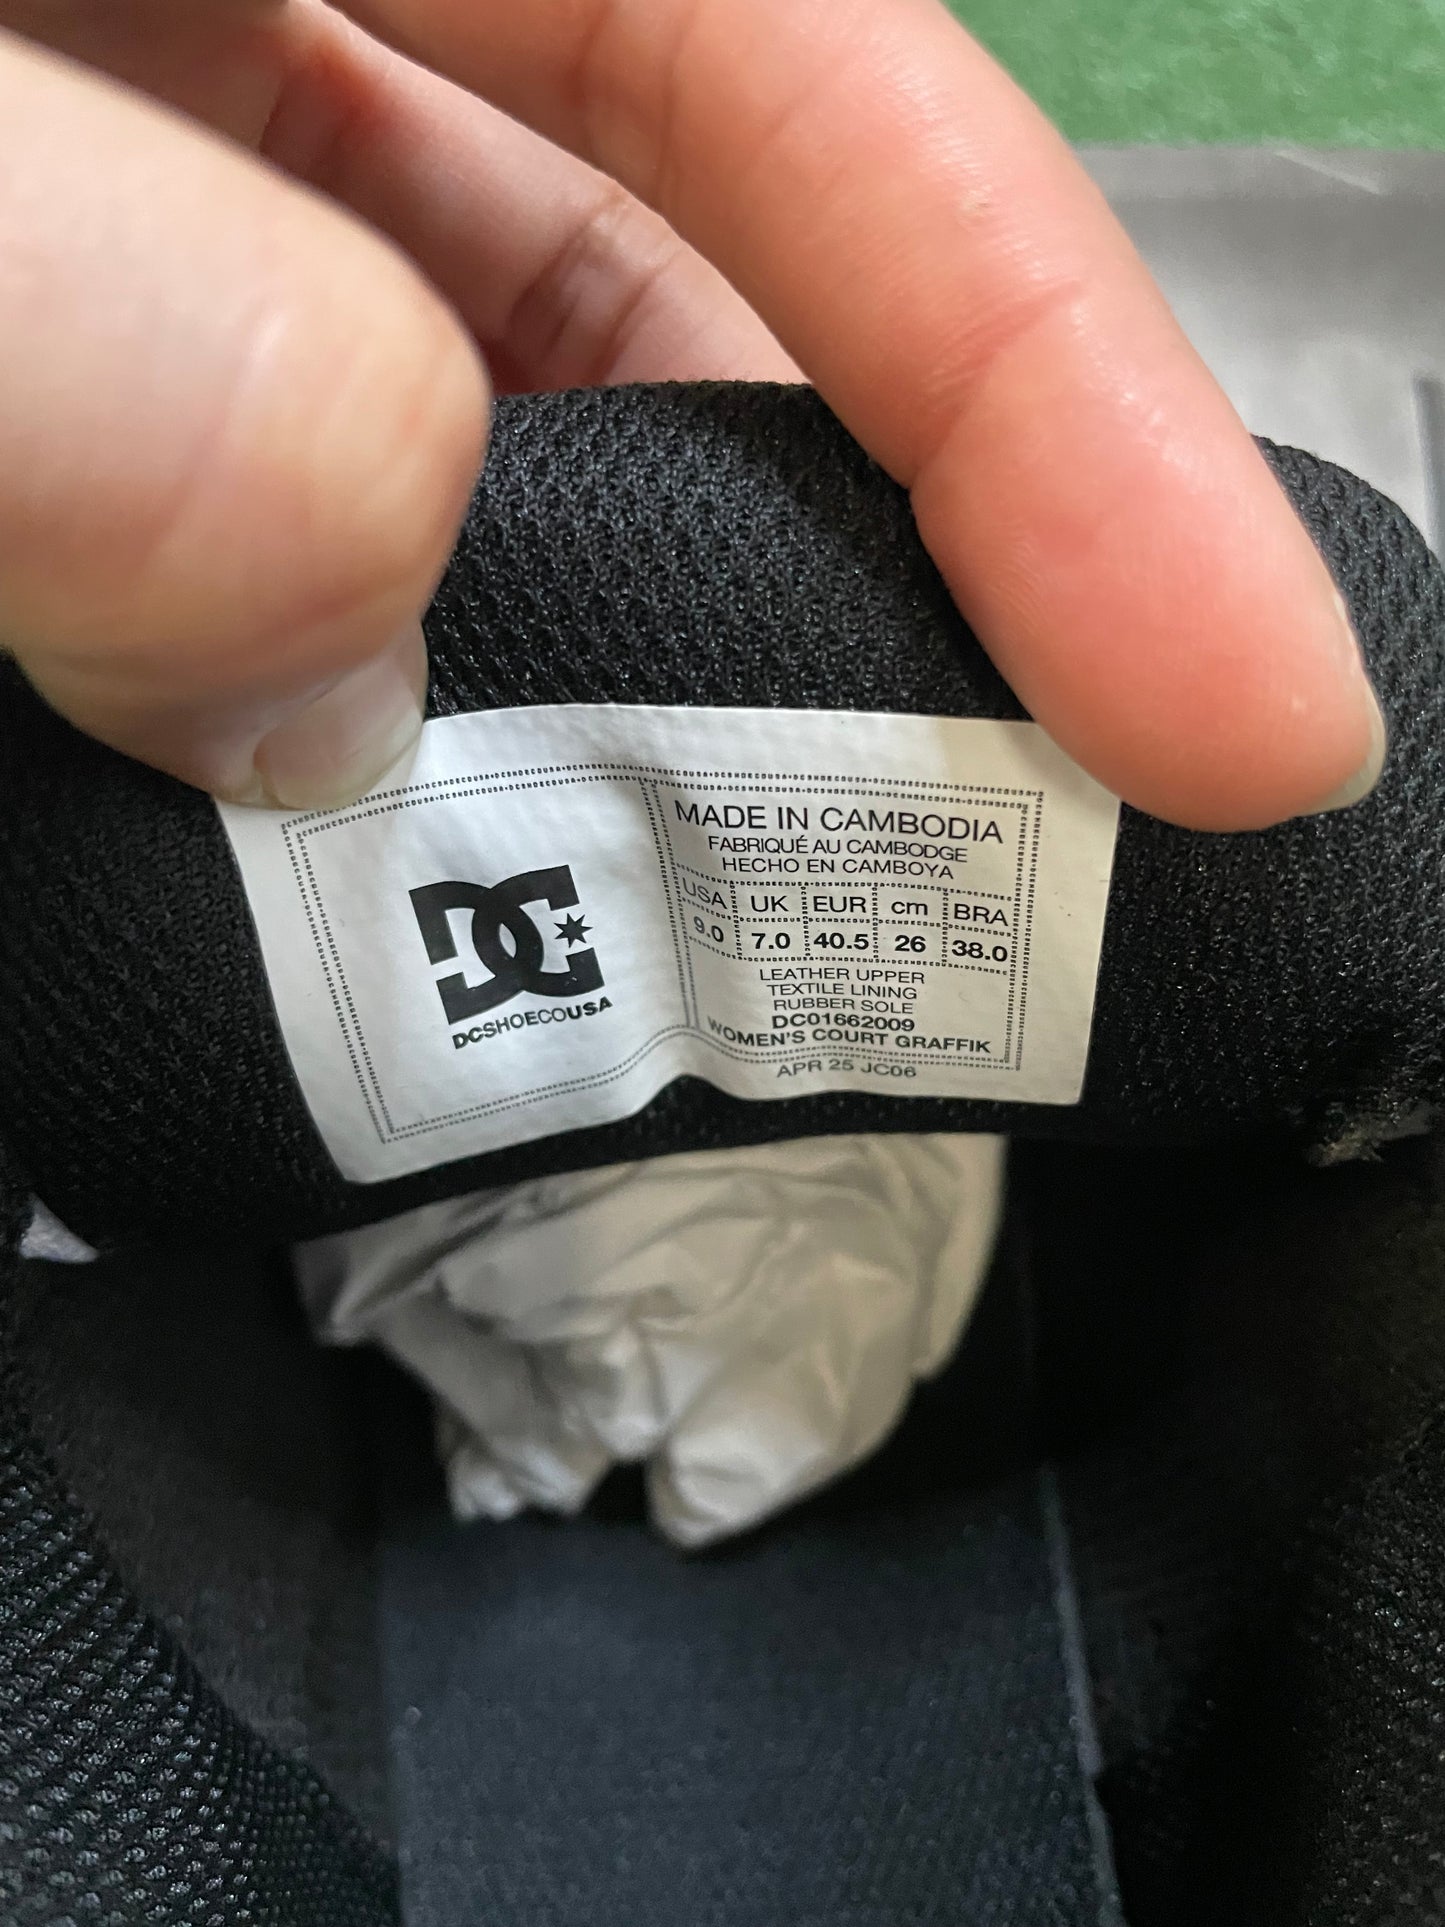 DC
DCSHOECOUSA
MADE IN CAMBODIA
FABRIQUÉ AU CAMBODGE
HECHO EN CAMBOYA
USA UK EUR cm BRA
9.0 7.0 40.5 26 38.0
LEATHER UPPER
TEXTILE LINING
RUBBER SOLE
DC01662009
WOMEN'S COURT GRAFFIK
APR 25 JC06